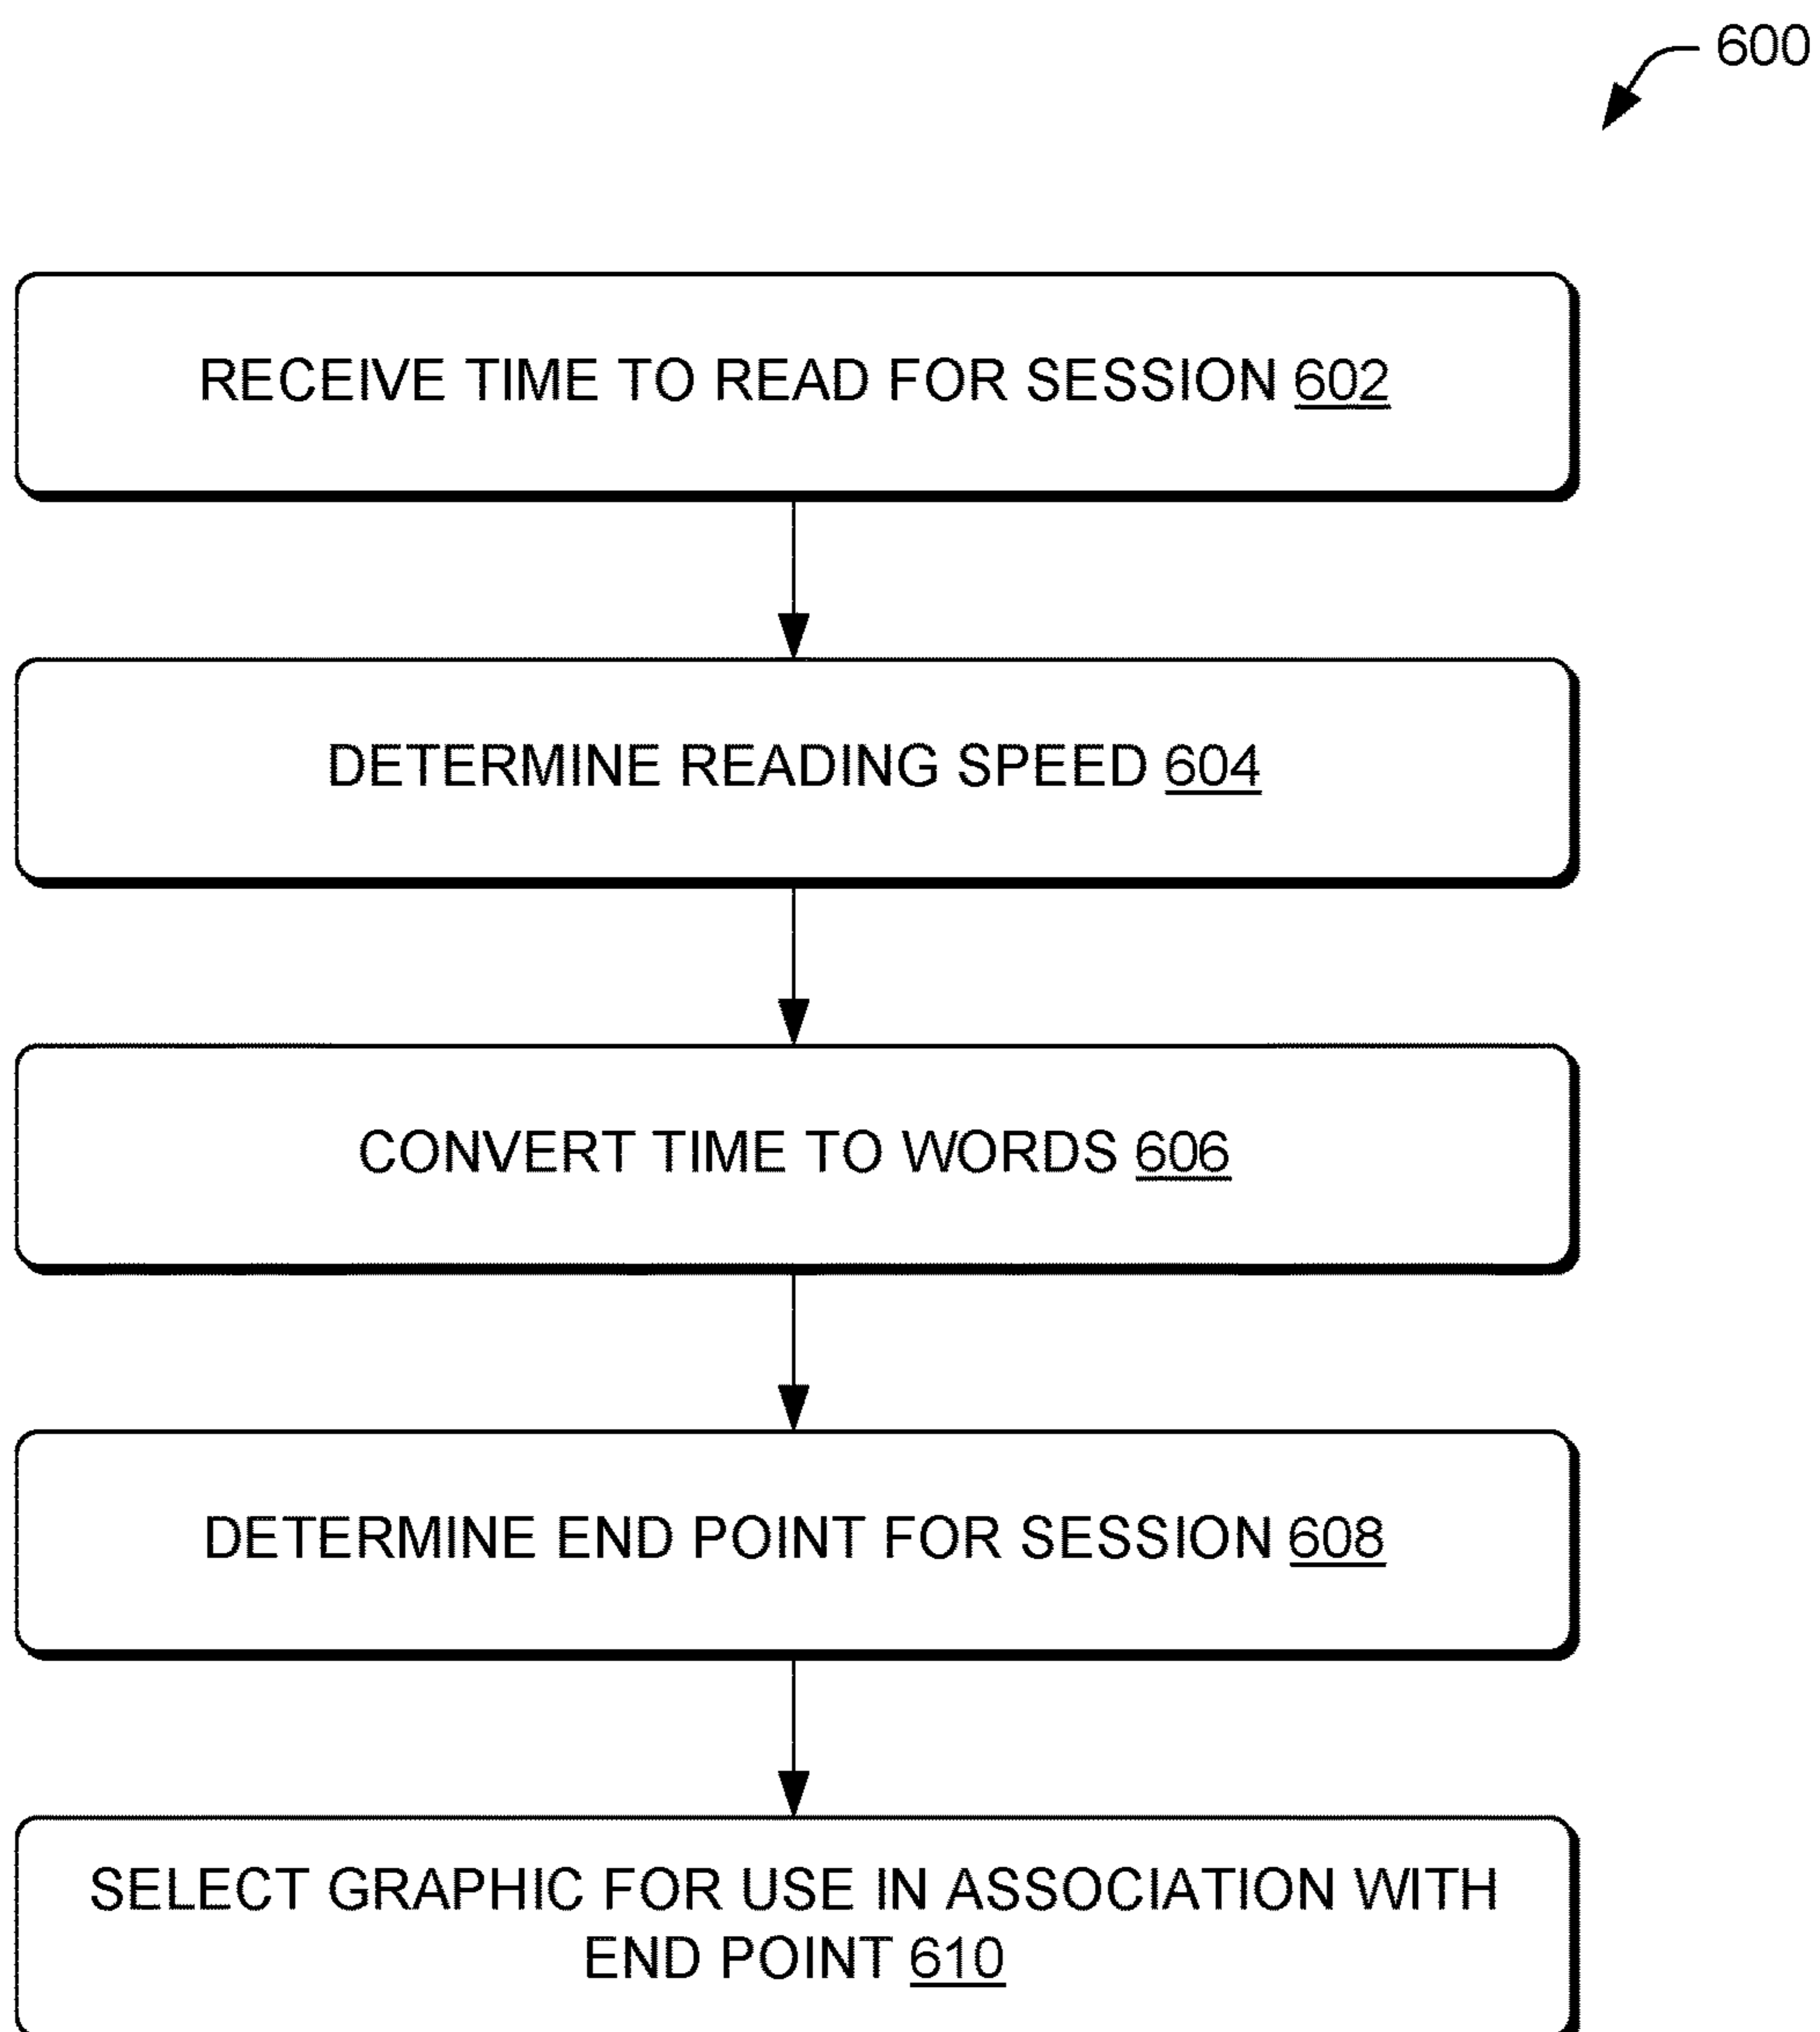 600
RECEIVE TIME TO READ FOR SESSION 602
DETERMINE READING SPEED 604
CONVERT TIME TO WORDS 606
DETERMINE END POINT FOR SESSION 608
SELECT GRAPHIC FOR USE IN ASSOCIATION WITH
END POINT 610